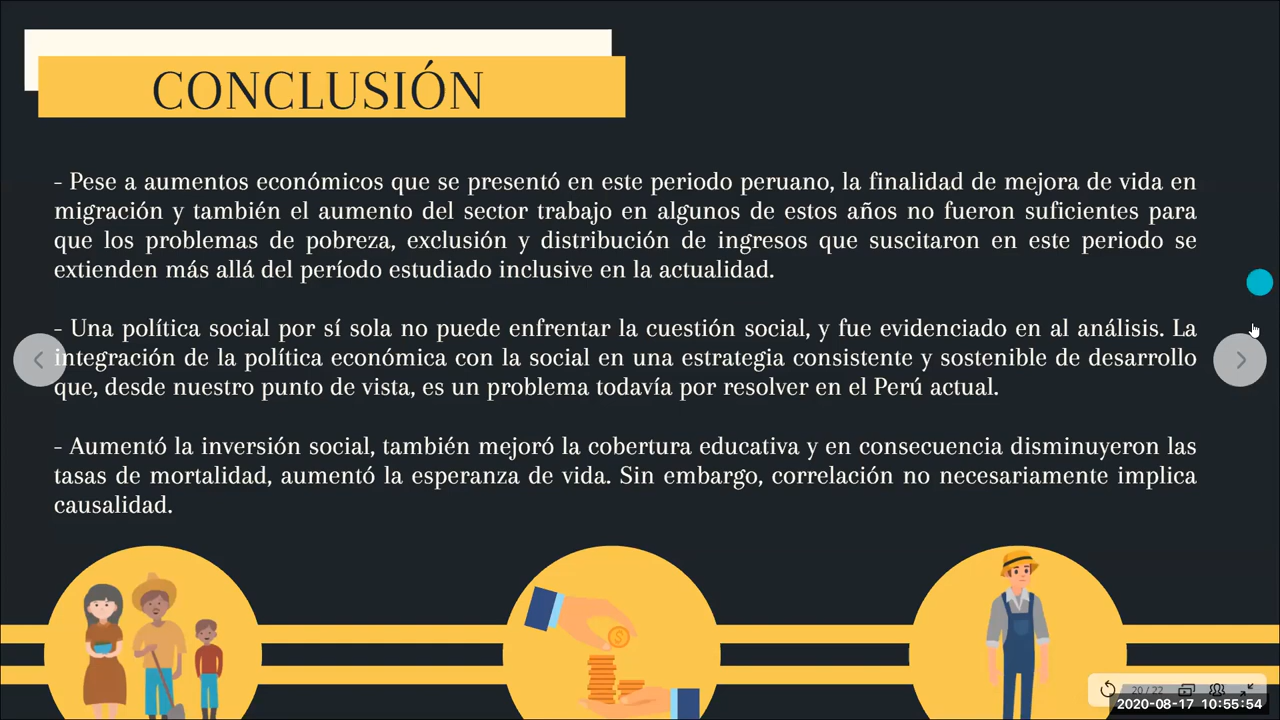 CONCLUSIÓN
- Pese a aumentos económicos que se presentó en este periodo peruano, la finalidad de mejora de vida en
migración y también el aumento del sector trabajo en algunos de estos años no fueron suficientes para
que los problemas de pobreza, exclusión y distribución de ingresos que suscitaron en este periodo se
extienden más allá del período estudiado inclusive en la actualidad.
- Una política social por sí sola no puede enfrentar la cuestión social, y fue evidenciado en al análisis. La
integración de la política económica con la social en una estrategia consistente y sostenible de desarrollo
que, desde nuestro punto de vista, es un problema todavía por resolver en el Perú actual.
- Aumentó la inversión social, también mejoró la cobertura educativa y en consecuencia disminuyeron las
tasas de mortalidad, aumentó la esperanza de vida. Sin embargo, correlación no necesariamente implica
causalidad.
20 / 22
2020-08-17 10:55:54